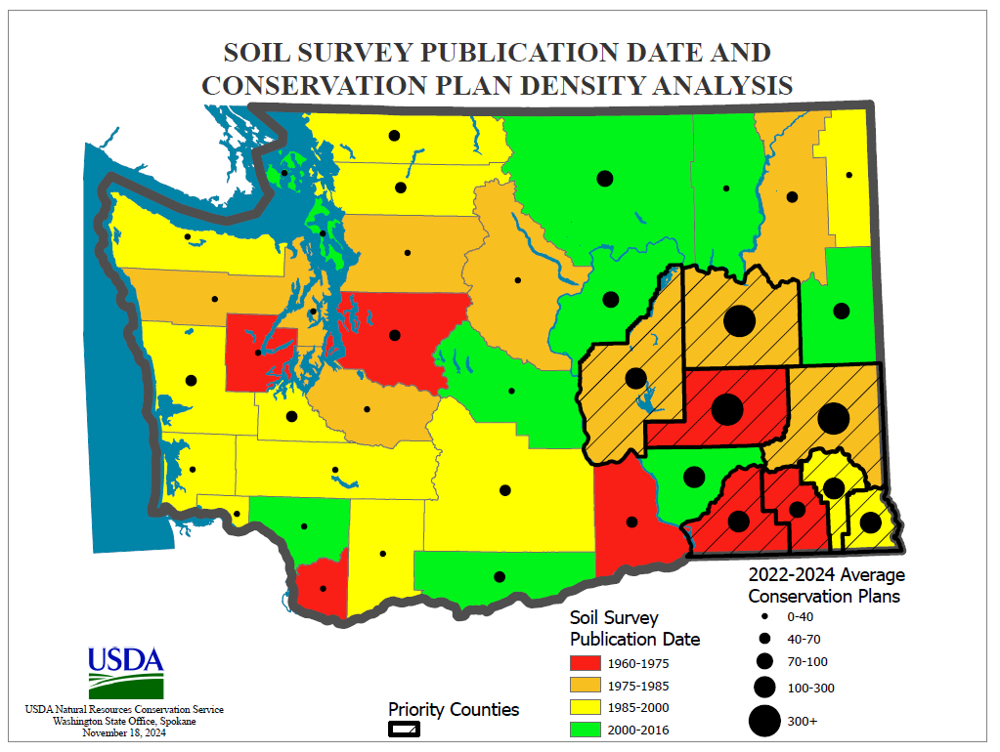 SOIL SURVEY PUBLICATION DATE AND
CONSERVATION PLAN DENSITY ANALYSIS
USDA
USDA Natural Resources Conservation Service
Washington State Office, Spokane
November 18, 2024
Priority Counties
Soil Survey
Publication Date
1960-1975
1975-1985
1985-2000
2000-2016
2022-2024 Average
Conservation Plans
0-40
40-70
70-100
100-300
300+